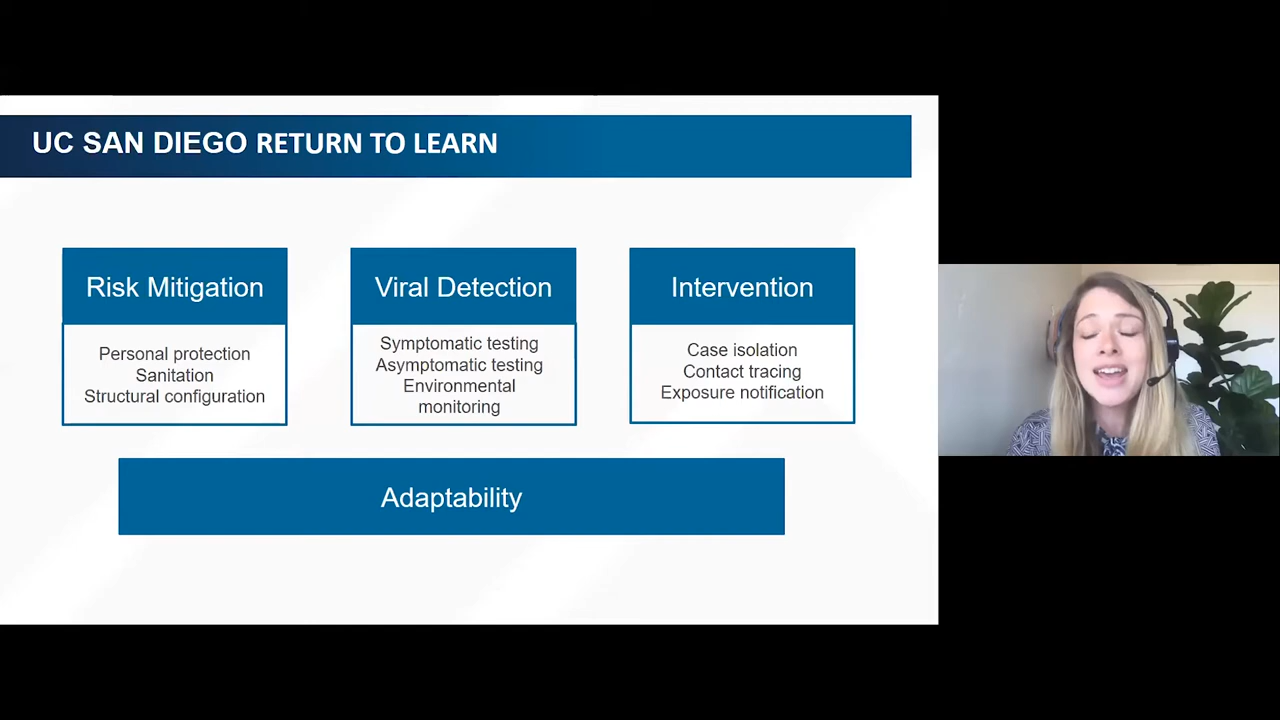 UC SAN DIEGO RETURN TO LEARN
Risk Mitigation
Personal protection
Sanitation
Structural configuration
Viral Detection
Symptomatic testing
Asymptomatic testing
Environmental
monitoring
Intervention
Case isolation
Contact tracing
Exposure notification
Adaptability